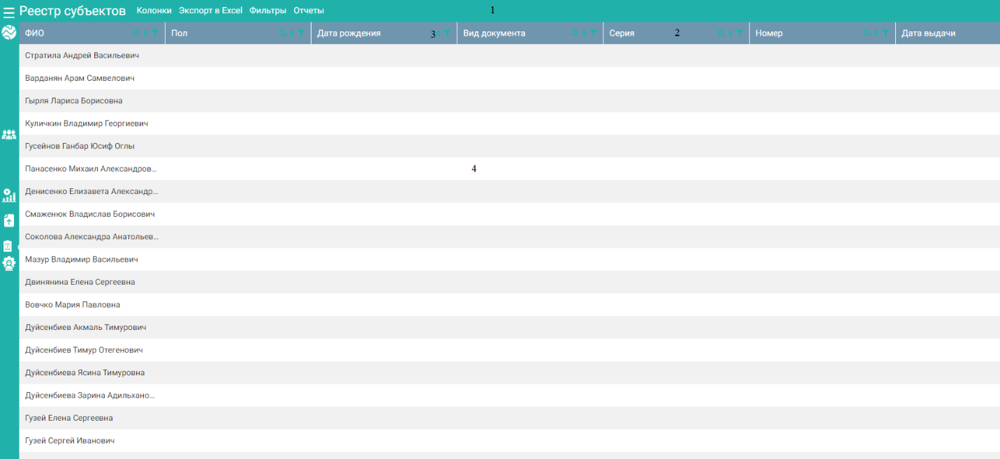 Реестр субъектов Колонки Экспорт в Excel Фильтры Отчеты 1
ФИО Пол Дата рождения 3 Вид документа Серия 2 Номер Дата выдачи
Стратила Андрей Васильевич
Варданян Арам Самвелович
Гырля Лариса Борисовна
Куличкин Владимир Георгиевич
Гусейнов Ганбар Юсиф Оглы
Панасенко Михаил Александров... 4
Денисенко Елизавета Александр...
Смаженюк Владислав Борисович
Соколова Александра Анатольев...
Мазур Владимир Васильевич
Двинянина Елена Сергеевна
Вовчко Мария Павловна
Дуйсенбиев Акмаль Тимурович
Дуйсенбиев Тимур Отегенович
Дуйсенбиева Ясина Тимуровна
Дуйсенбиева Зарина Адильхано...
Гузей Елена Сергеевна
Гузей Сергей Иванович